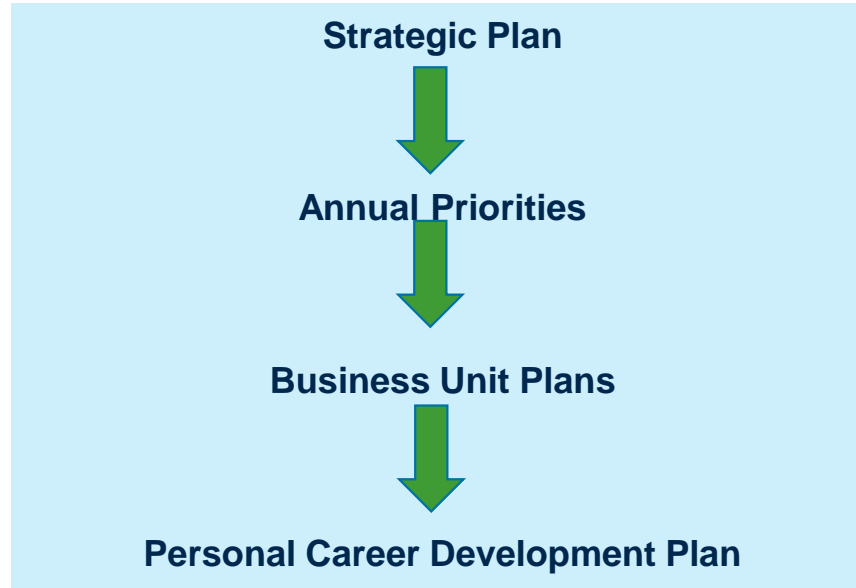 Strategic Plan
Annual Priorities
Business Unit Plans
Personal Career Development Plan